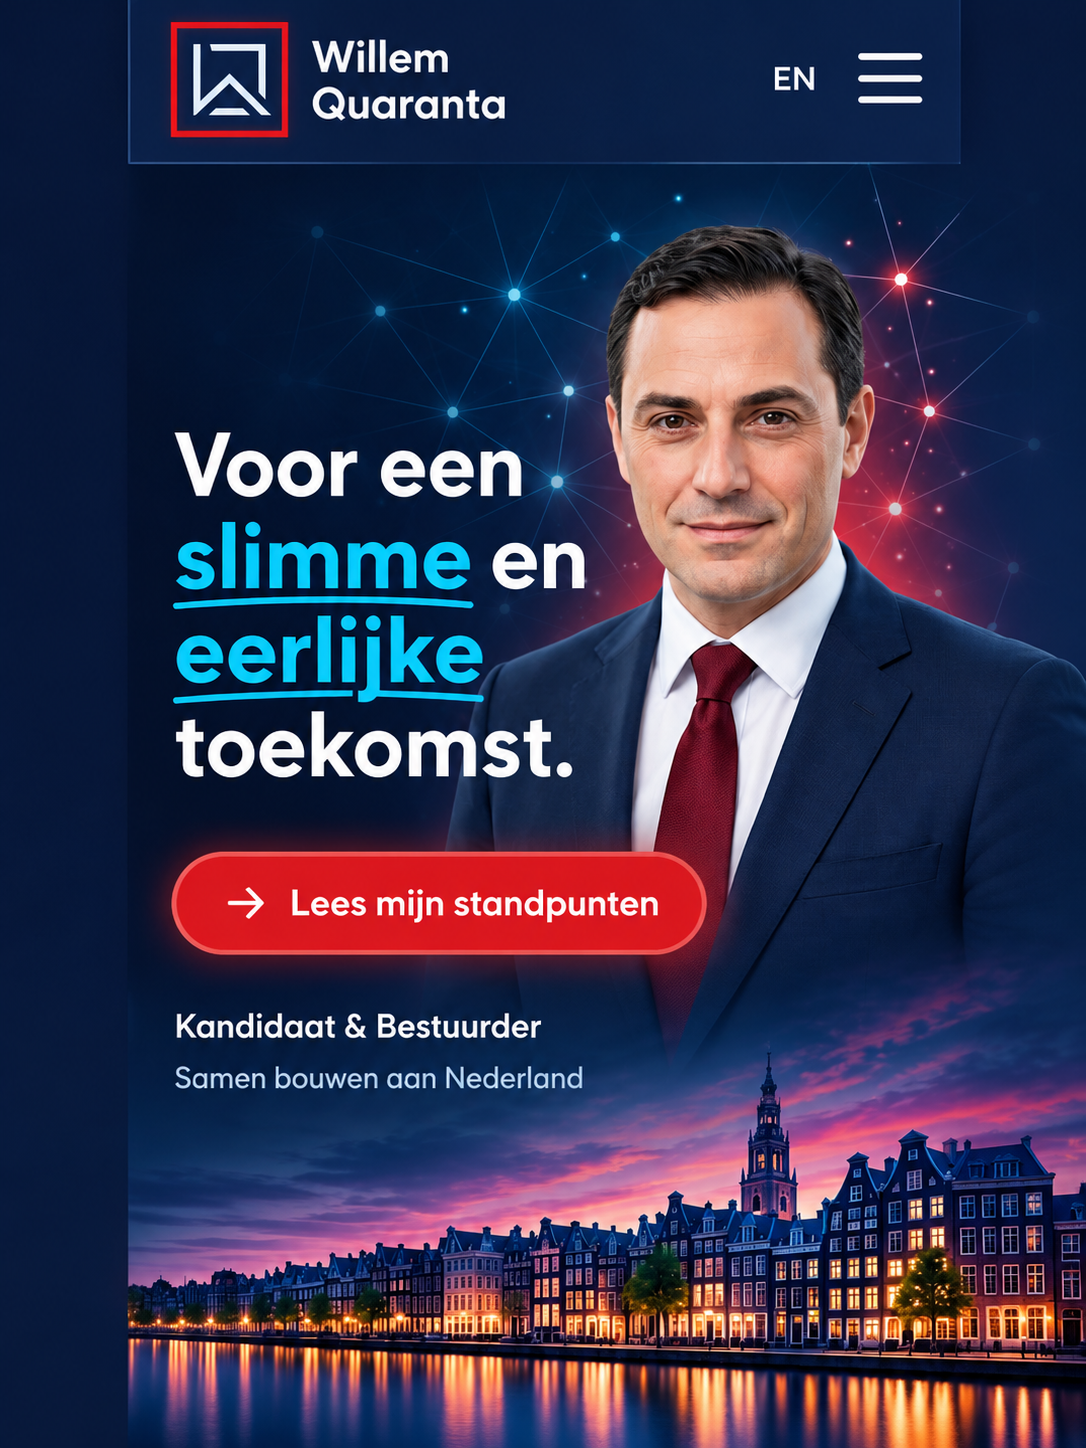 Willem
Quaranta
EN
Voor een
slimme en
eerlijke
toekomst.
→ Lees mijn standpunten
Kandidaat & Bestuurder
Samen bouwen aan Nederland